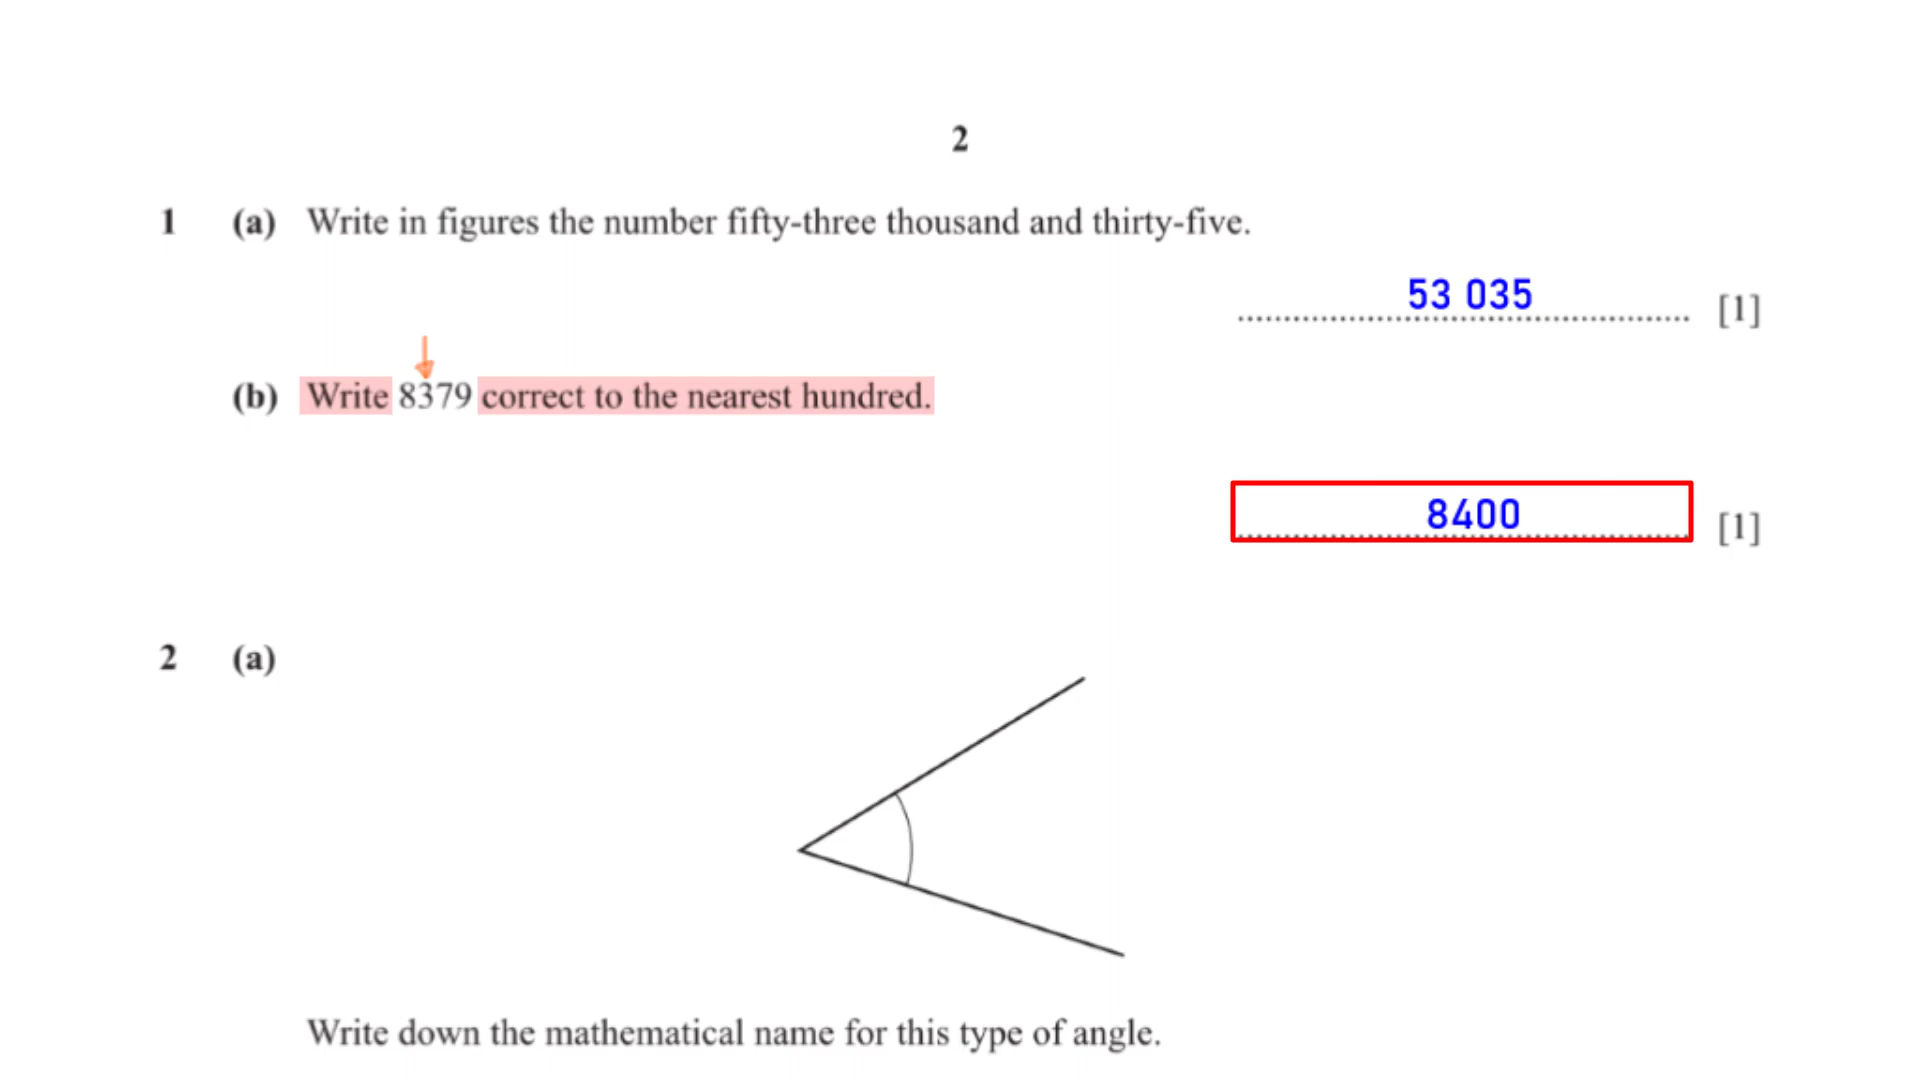 2
1 (a) Write in figures the number fifty-three thousand and thirty-five.
53 035 [1]
(b) Write 8379 correct to the nearest hundred.
8400 [1]
2 (a)
Write down the mathematical name for this type of angle.